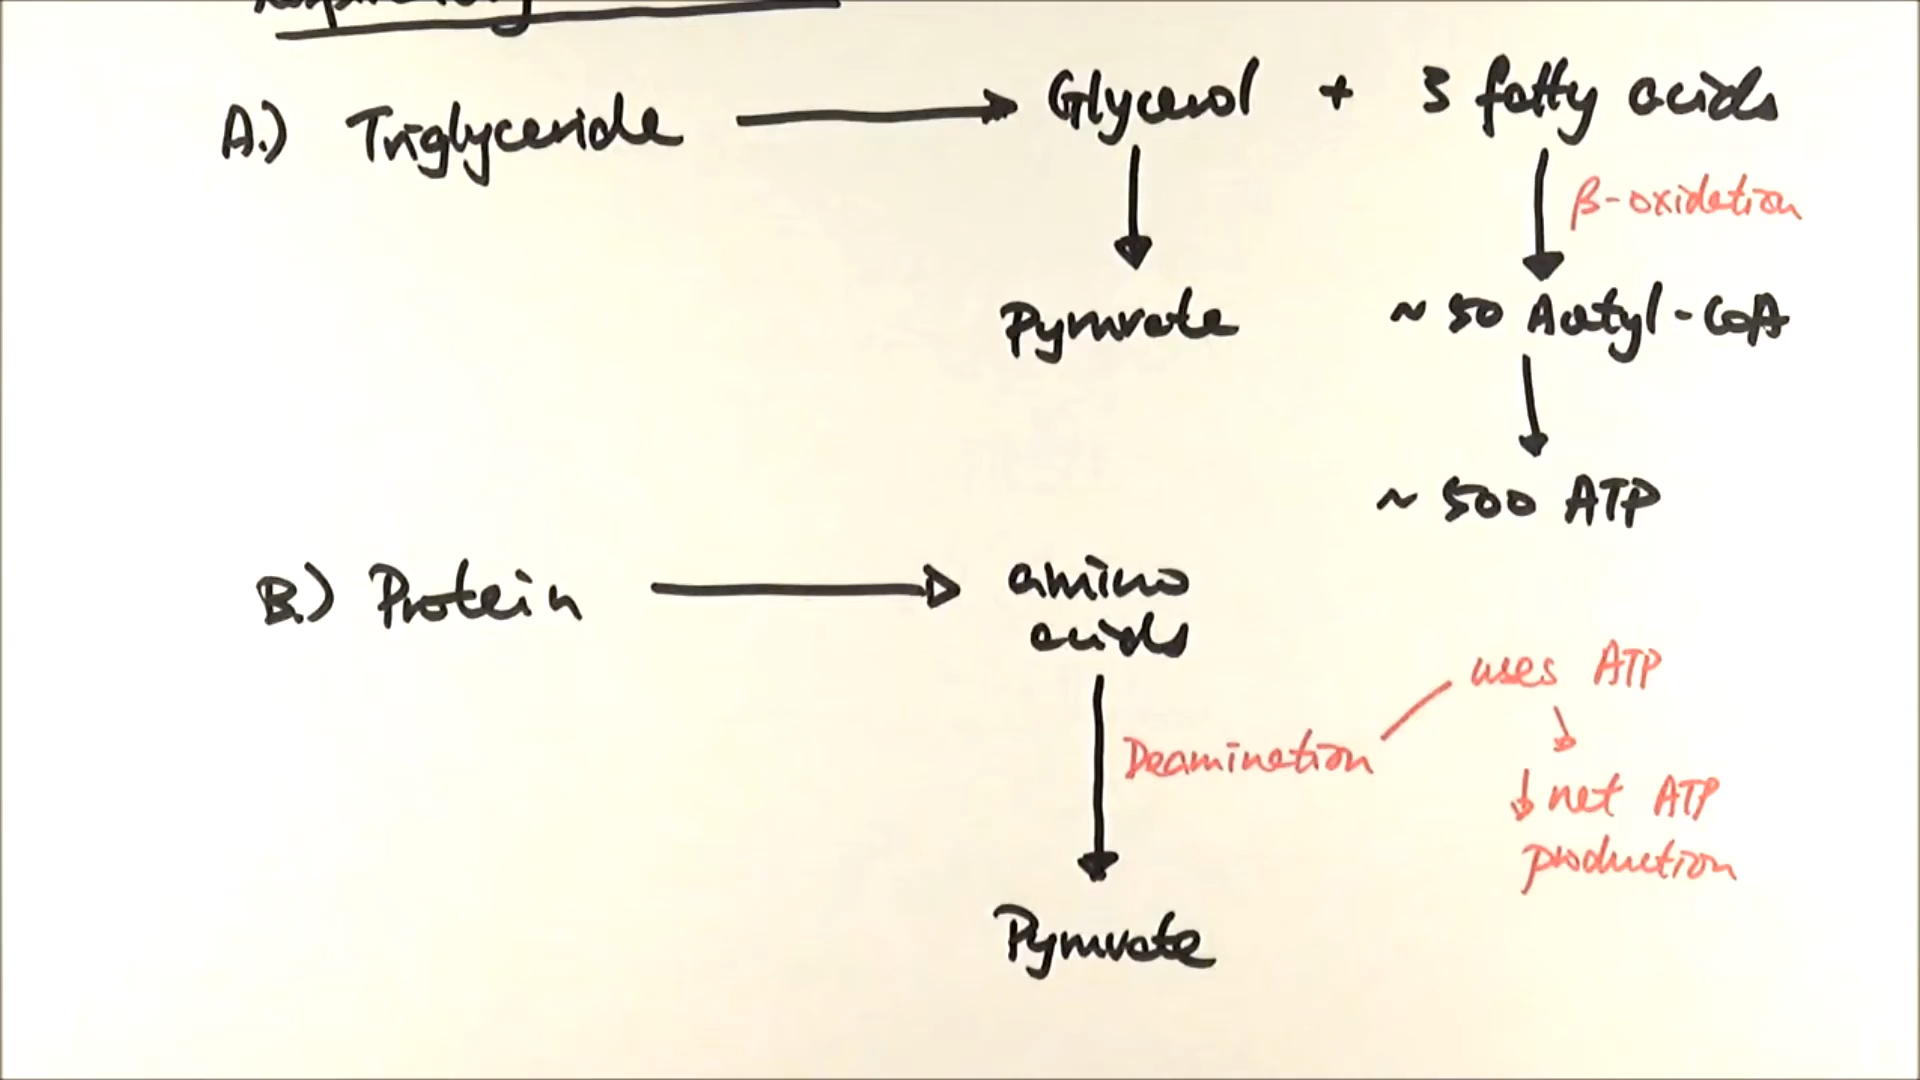 A.) Triglyceride → Glycerol + 3 fatty acids
β-oxidation
Pyruvate
~ 50 Acetyl-CoA
~ 500 ATP
B.) Protein → amino
acids
uses ATP
Deamination
↓ net ATP
production
Pyruvate